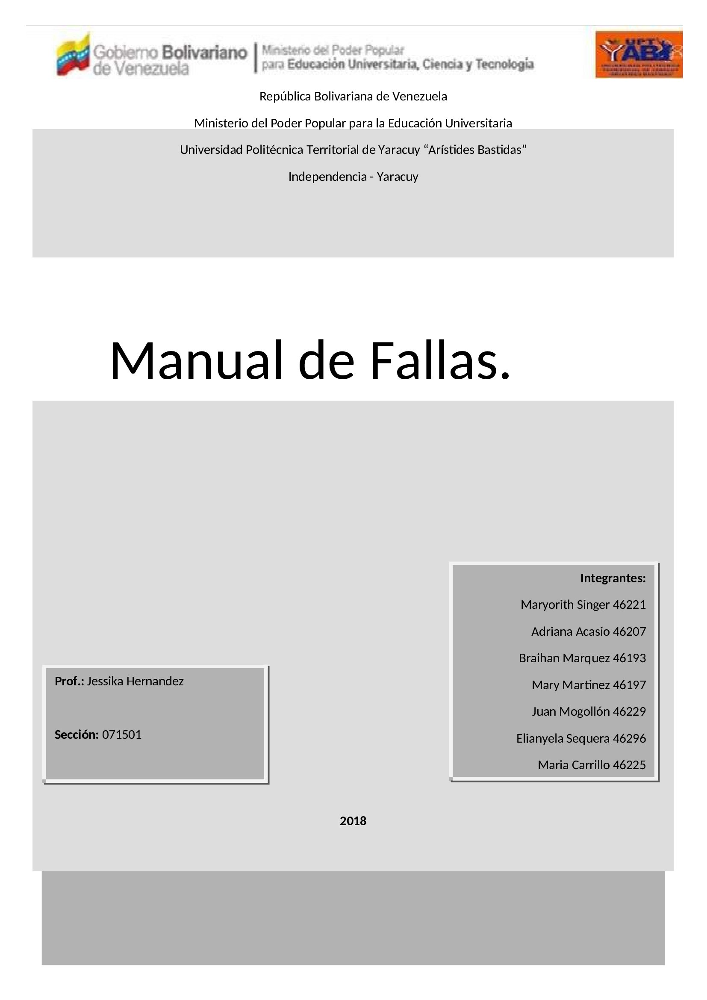 Gobierno Bolivariano
de Venezuela
Ministerio del Poder Popular
para Educación Universitaria, Ciencia y Tecnología
UPT
YAB
República Bolivariana de Venezuela
Ministerio del Poder Popular para la Educación Universitaria
Universidad Politécnica Territorial de Yaracuy “Arístides Bastidas”
Independencia - Yaracuy
Manual de Fallas.
Integrantes:
Maryorith Singer 46221
Adriana Acasio 46207
Braihan Marquez 46193
Mary Martinez 46197
Juan Mogollón 46229
Elianyela Sequera 46296
Maria Carrillo 46225
Prof.: Jessika Hernandez
Sección: 071501
2018